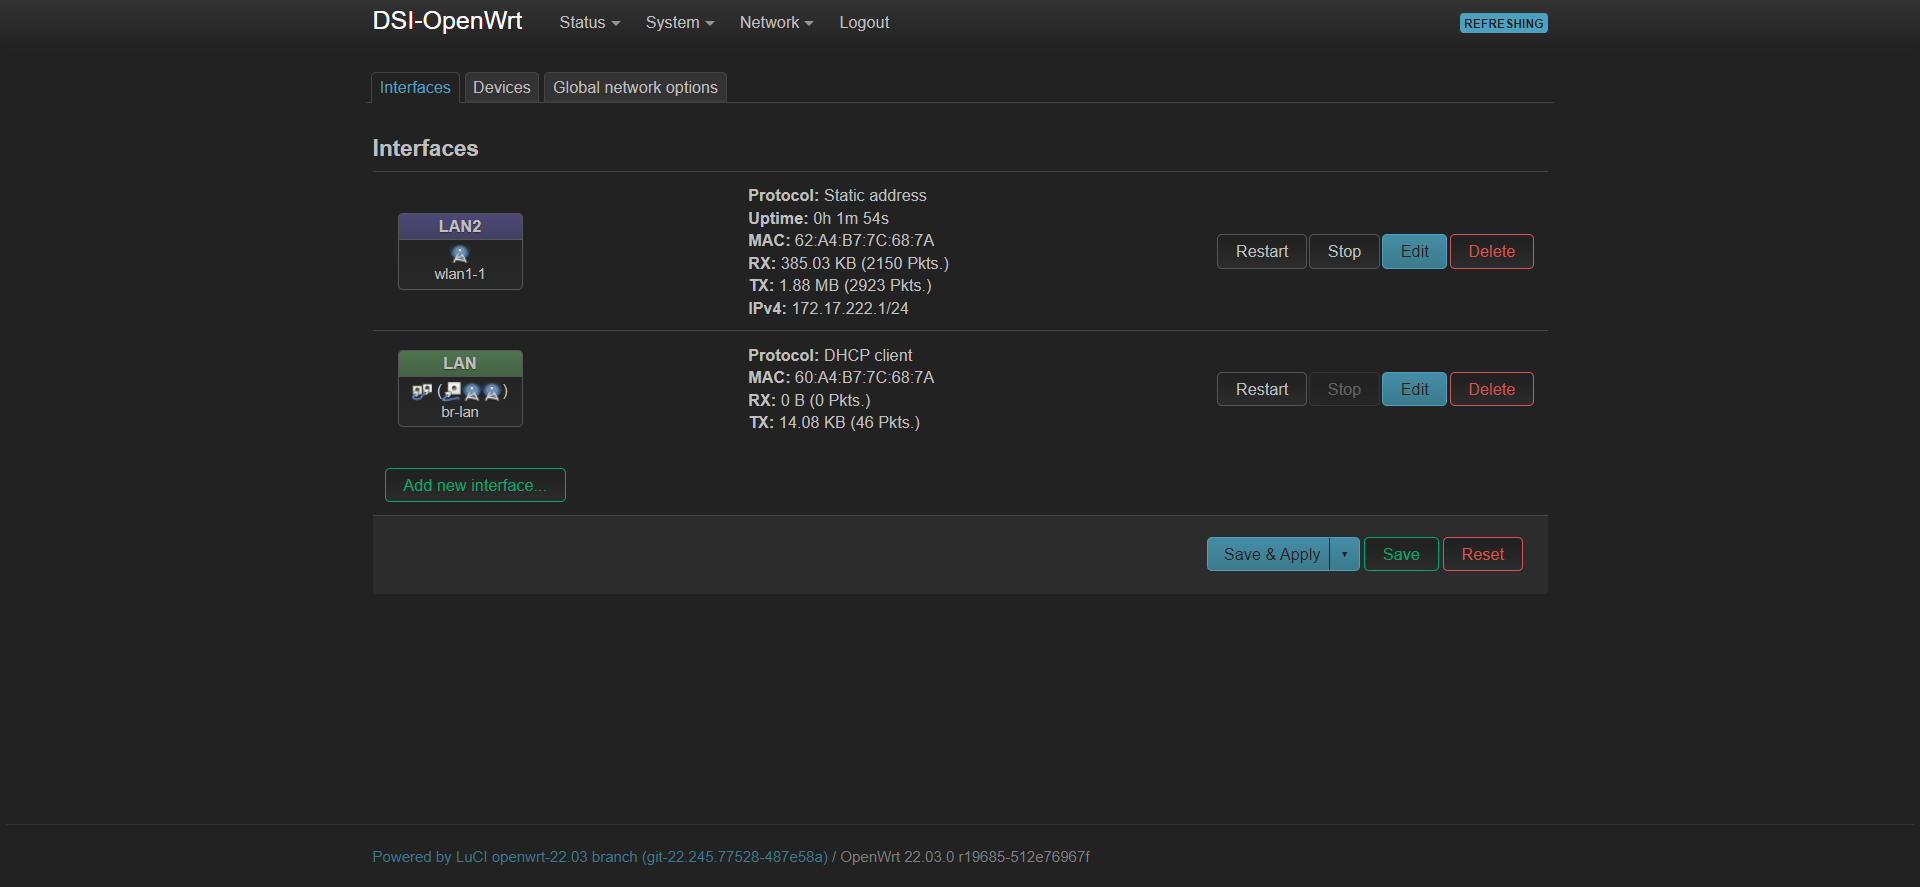 DSI-OpenWrt Status System Network Logout REFRESHING
Interfaces Devices Global network options
Interfaces
LAN2
wlan1-1
Protocol: Static address
Uptime: 0h 1m 54s
MAC: 62:A4:B7:7C:68:7A
RX: 385.03 KB (2150 Pkts.)
TX: 1.88 MB (2923 Pkts.)
IPv4: 172.17.222.1/24
Restart Stop Edit Delete
LAN
( )
br-lan
Protocol: DHCP client
MAC: 60:A4:B7:7C:68:7A
RX: 0 B (0 Pkts.)
TX: 14.08 KB (46 Pkts.)
Restart Stop Edit Delete
Add new interface...
Save & Apply Save Reset
Powered by LuCI openwrt-22.03 branch (git-22.245.77528-487e58a) / OpenWrt 22.03.0 r19685-512e76967f